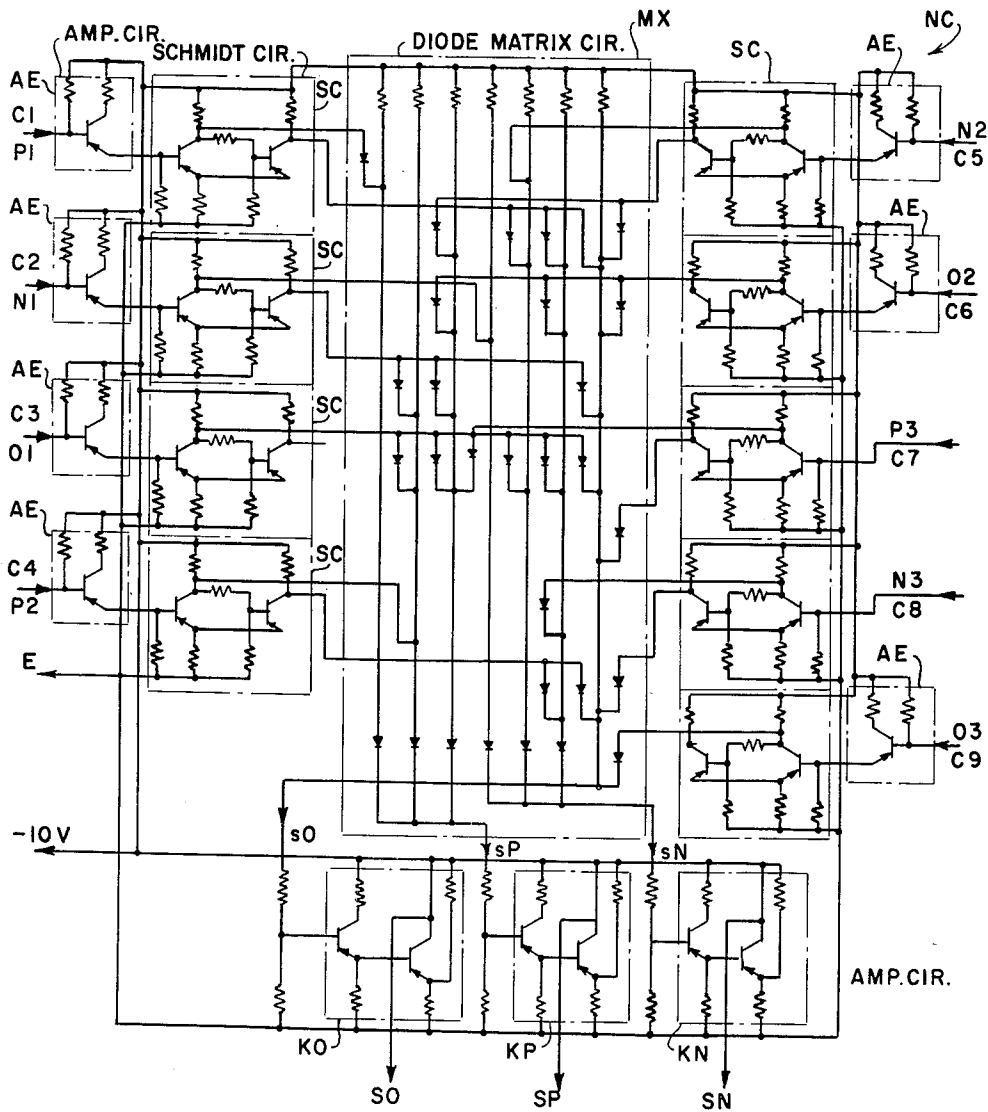 MX
NC
AMP.CIR.
DIODE MATRIX CIR.
AE
SCHMIDT CIR.
SC
AE
SC
C1
P1
N2
C5
AE
AE
SC
C2
N1
O2
C6
AE
SC
C3
O1
P3
C7
AE
SC
C4
P2
N3
C8
E
AE
O3
C9
-10V
sO
sP
sN
AMP.CIR.
KO
KP
KN
SO
SP
SN